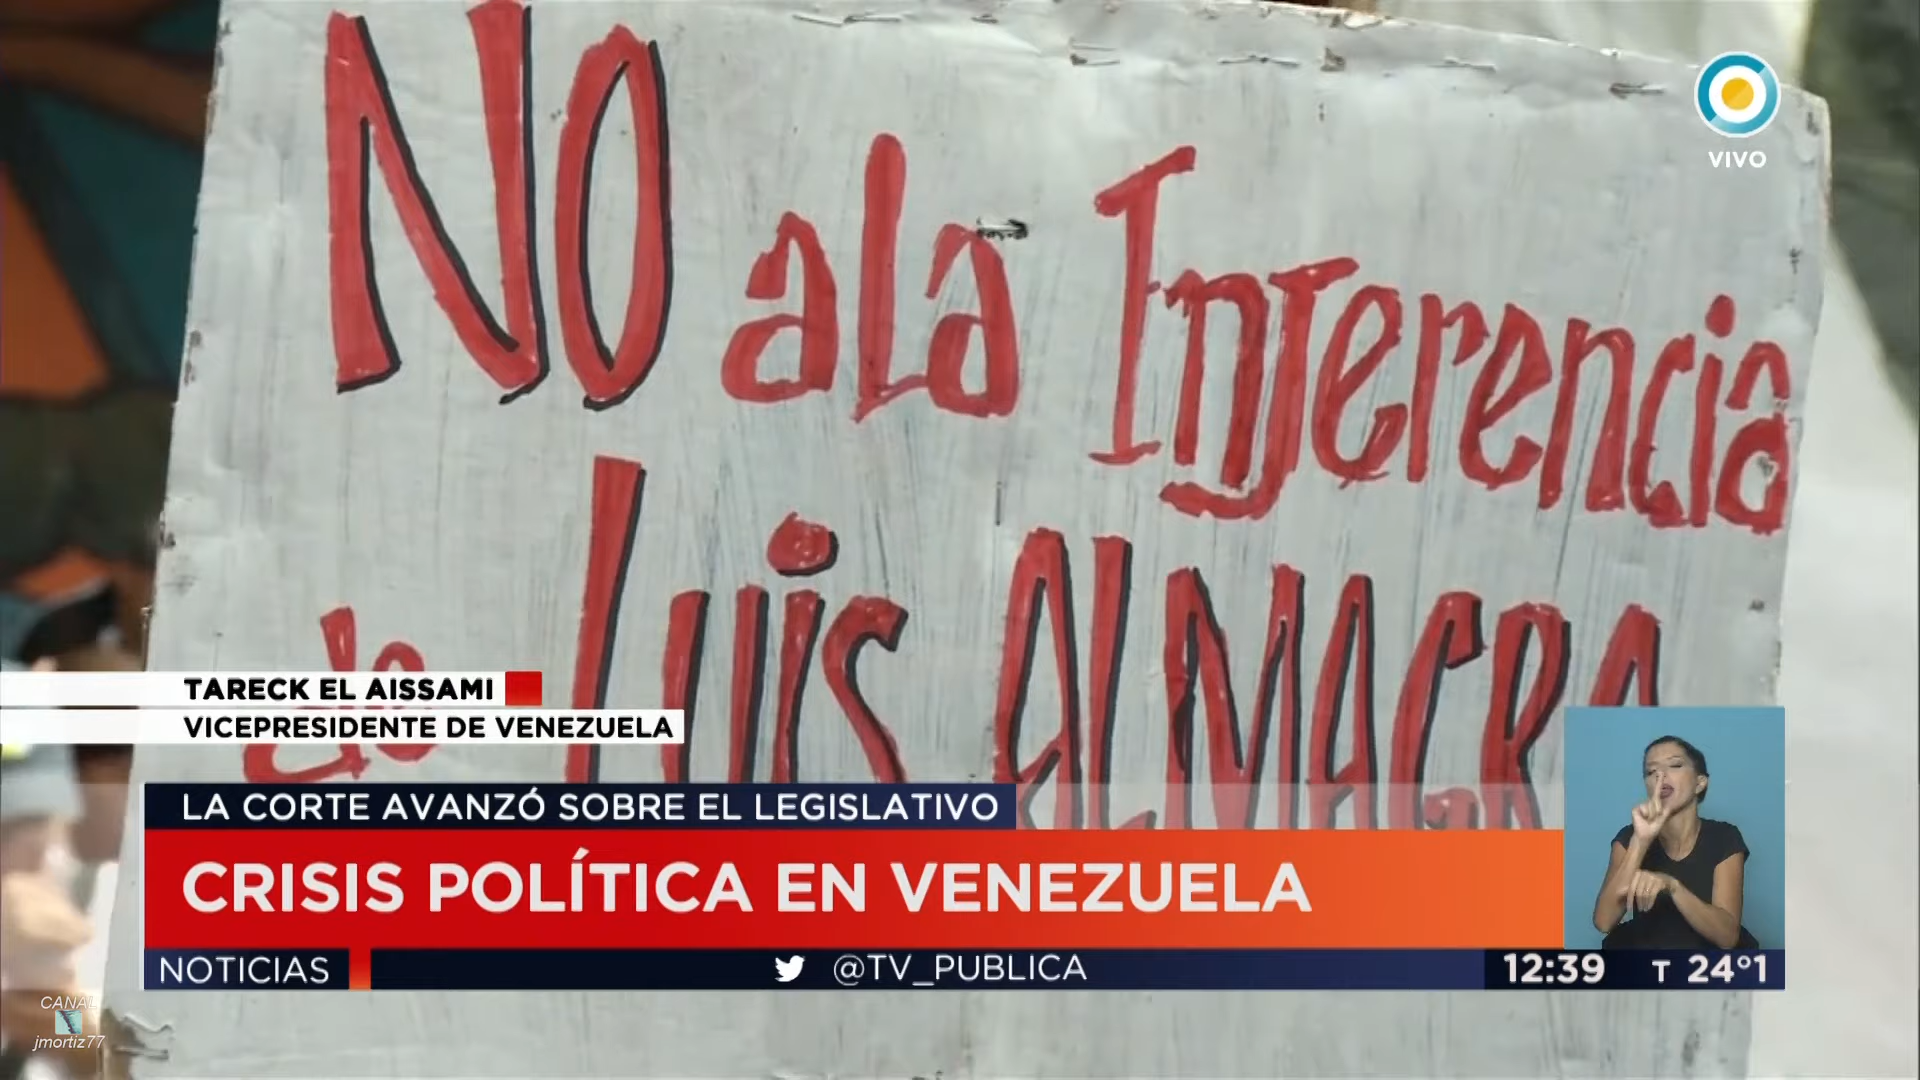 NO a la Injerencia
de Luis ALMAGRO
VIVO
TARECK EL AISSAMI
VICEPRESIDENTE DE VENEZUELA
LA CORTE AVANZÓ SOBRE EL LEGISLATIVO
CRISIS POLÍTICA EN VENEZUELA
NOTICIAS
@TV_PUBLICA
12:39
T 24°1
CANAL
jmortiz77